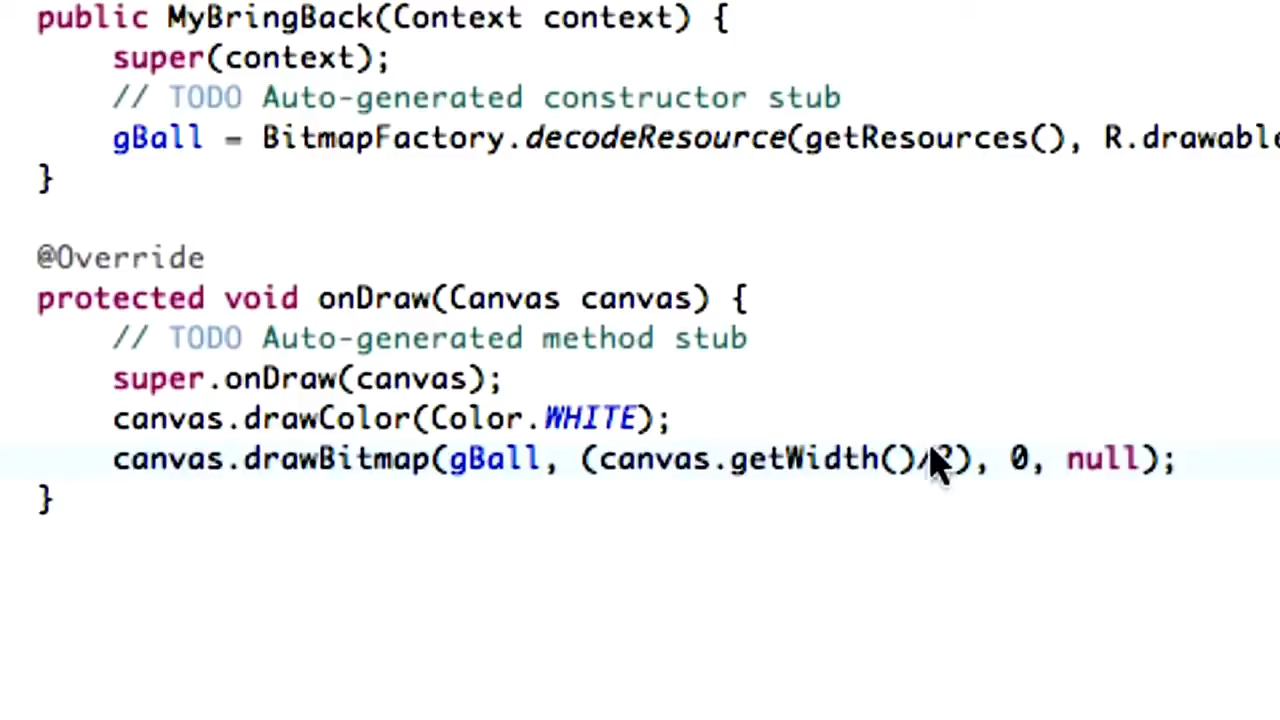 public MyBringBack(Context context) {
super(context);
// TODO Auto-generated constructor stub
gBall = BitmapFactory.decodeResource(getResources(), R.drawable
}
@Override
protected void onDraw(Canvas canvas) {
// TODO Auto-generated method stub
super.onDraw(canvas);
canvas.drawColor(Color.WHITE);
canvas.drawBitmap(gBall, (canvas.getWidth()/2), 0, null);
}